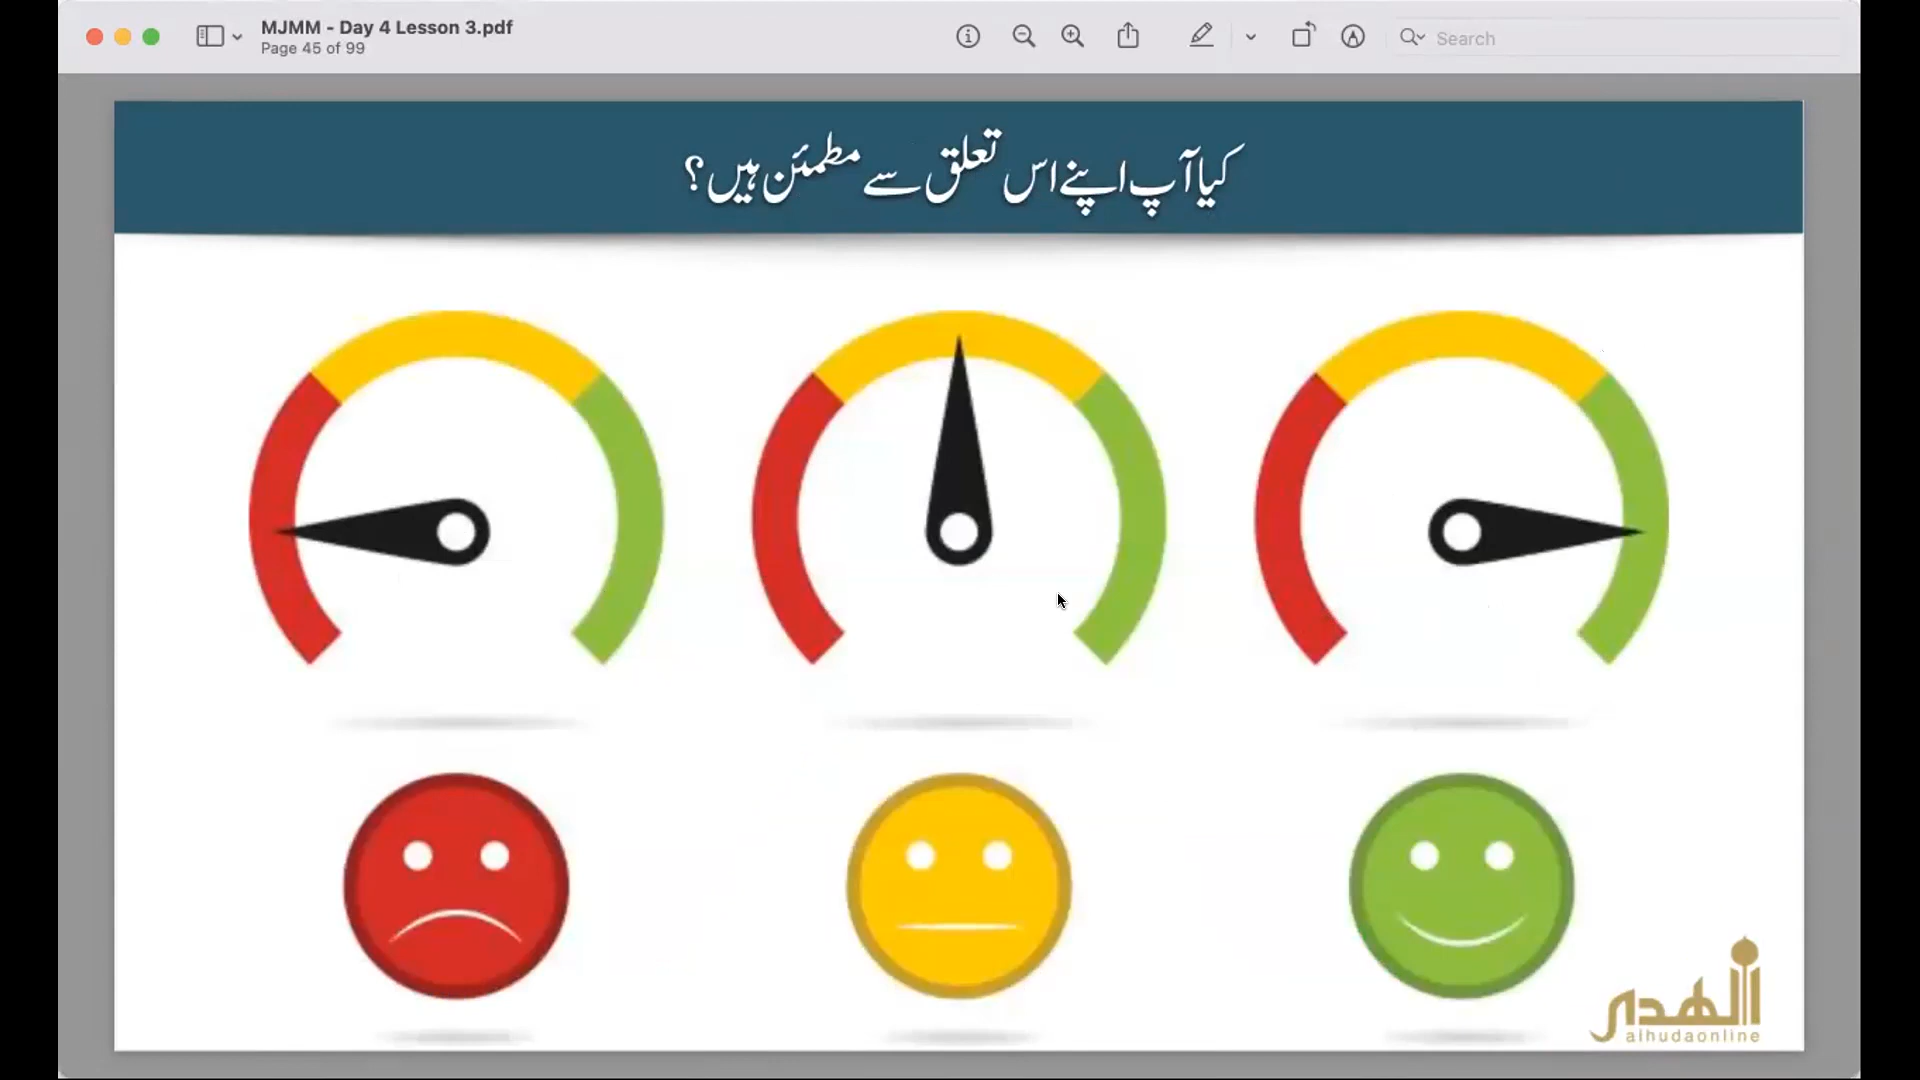 MJMM - Day 4 Lesson 3.pdf
Page 45 of 99
Search
کیا آپ اپنے اس تعلق سے مطمئن ہیں؟
الهدى
alhudaonline